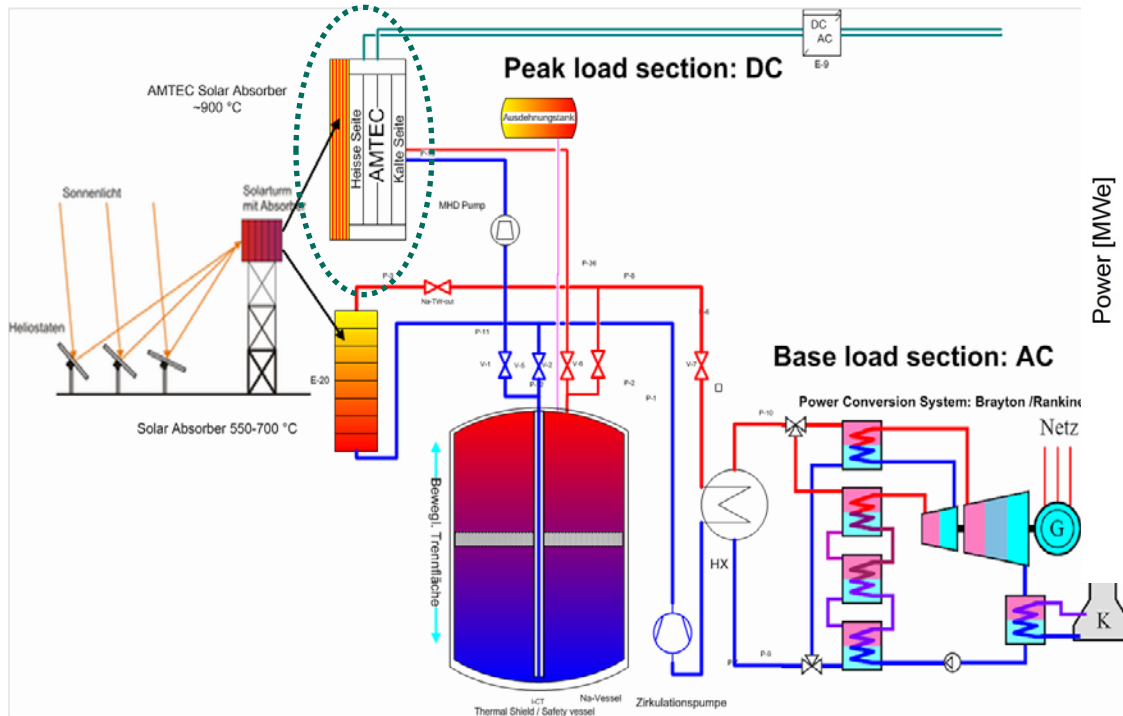 DC
AC
E-9
Peak load section: DC
AMTEC Solar Absorber
~900 °C
Ausdehnungstank
Heisse Seite
AMTEC
Kalte Seite
Sonnenlicht
Solarturm
mit Absorber
MHD Pump
Power [MWe]
P-36
P-8
P-3
Na-TW-out
Heliostaten
P-11
V-1
V-5
V-2
V-6
V-7
Base load section: AC
E-20
P-2
P-1
Power Conversion System: Brayton /Rankine
P-10
Netz
Solar Absorber 550-700 °C
Bewegl. Trennfläche
G
HX
K
P-9
Na-Vessel
Zirkulationspumpe
Thermal Shield / Safety vessel